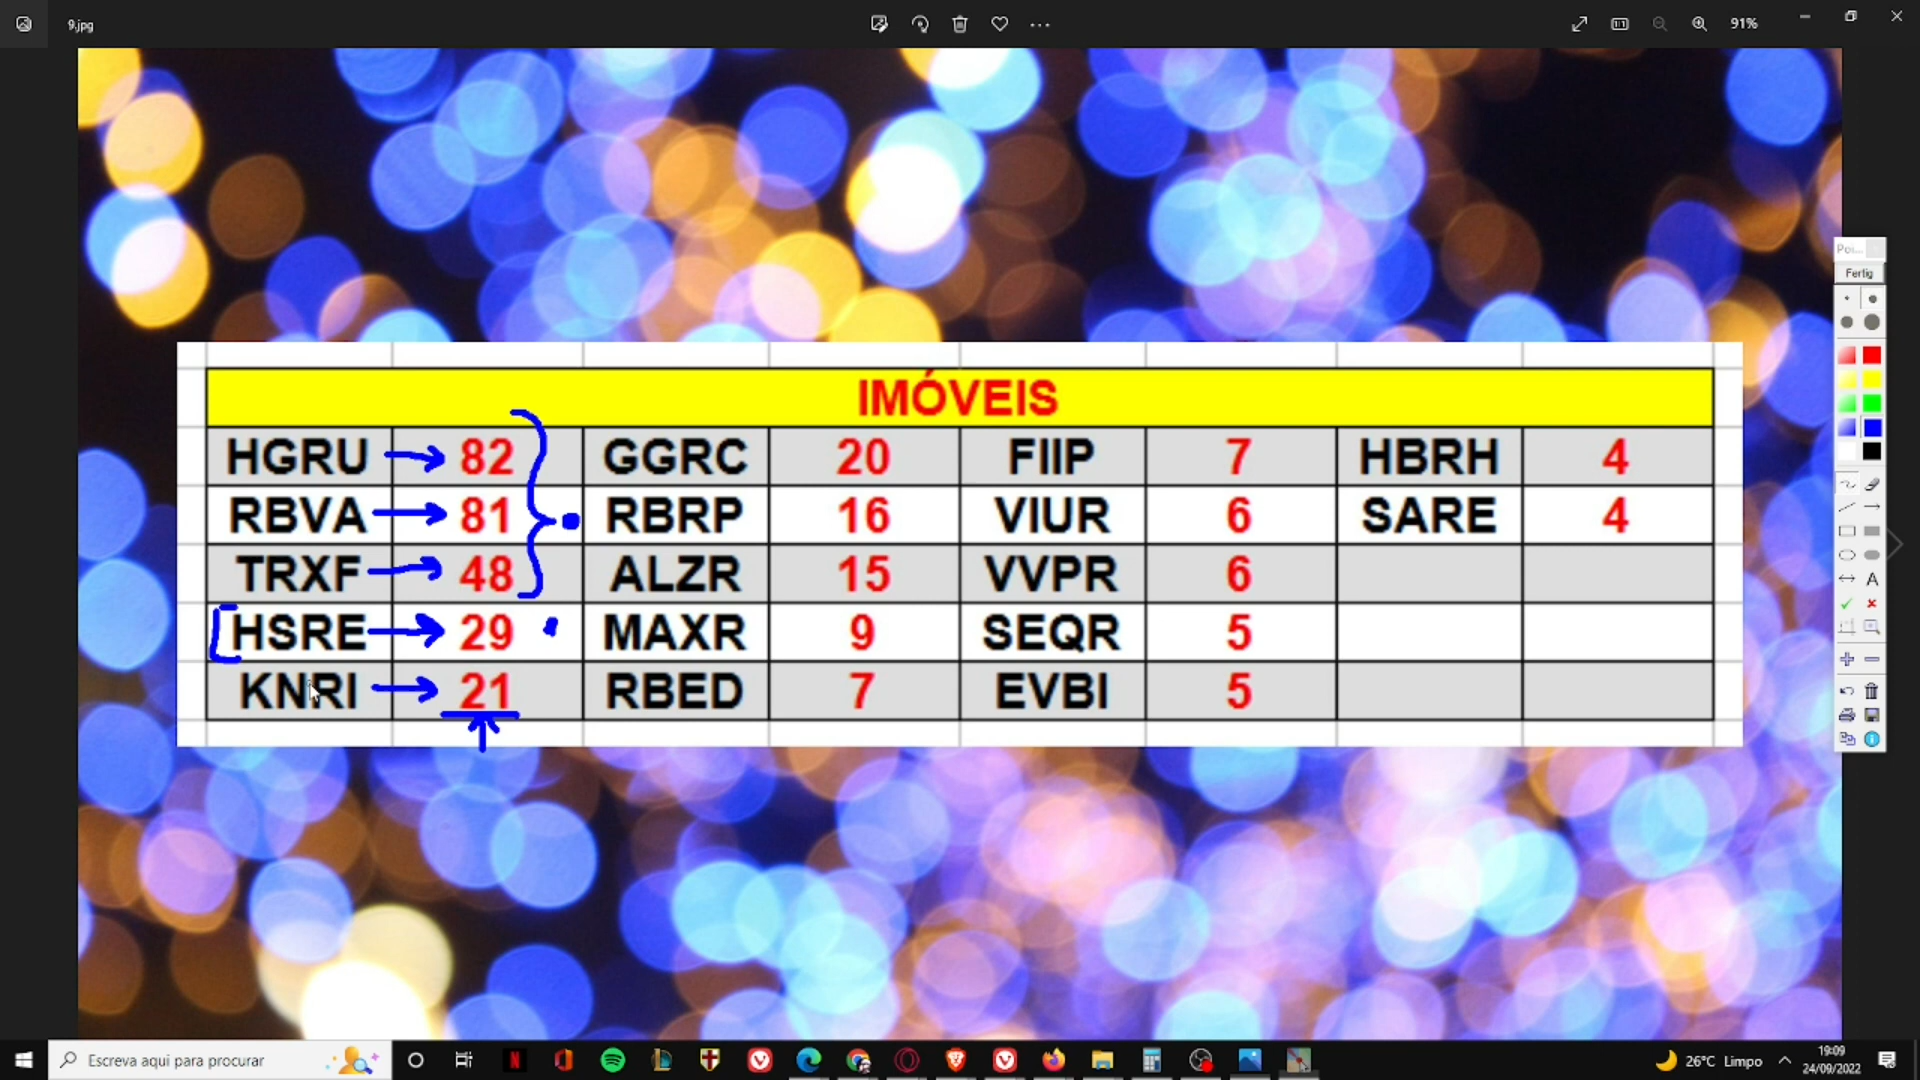 9.jpg
91%
IMÓVEIS
HGRU 82 GGRC 20 FIIP 7 HBRH 4
RBVA 81 RBRP 16 VIUR 6 SARE 4
TRXF 48 ALZR 15 VVPR 6
HSRE 29 MAXR 9 SEQR 5
KNRI 21 RBED 7 EVBI 5
Poi...
Fertig
A
Escreva aqui para procurar
26°C Limpo
19:09
24/09/2022